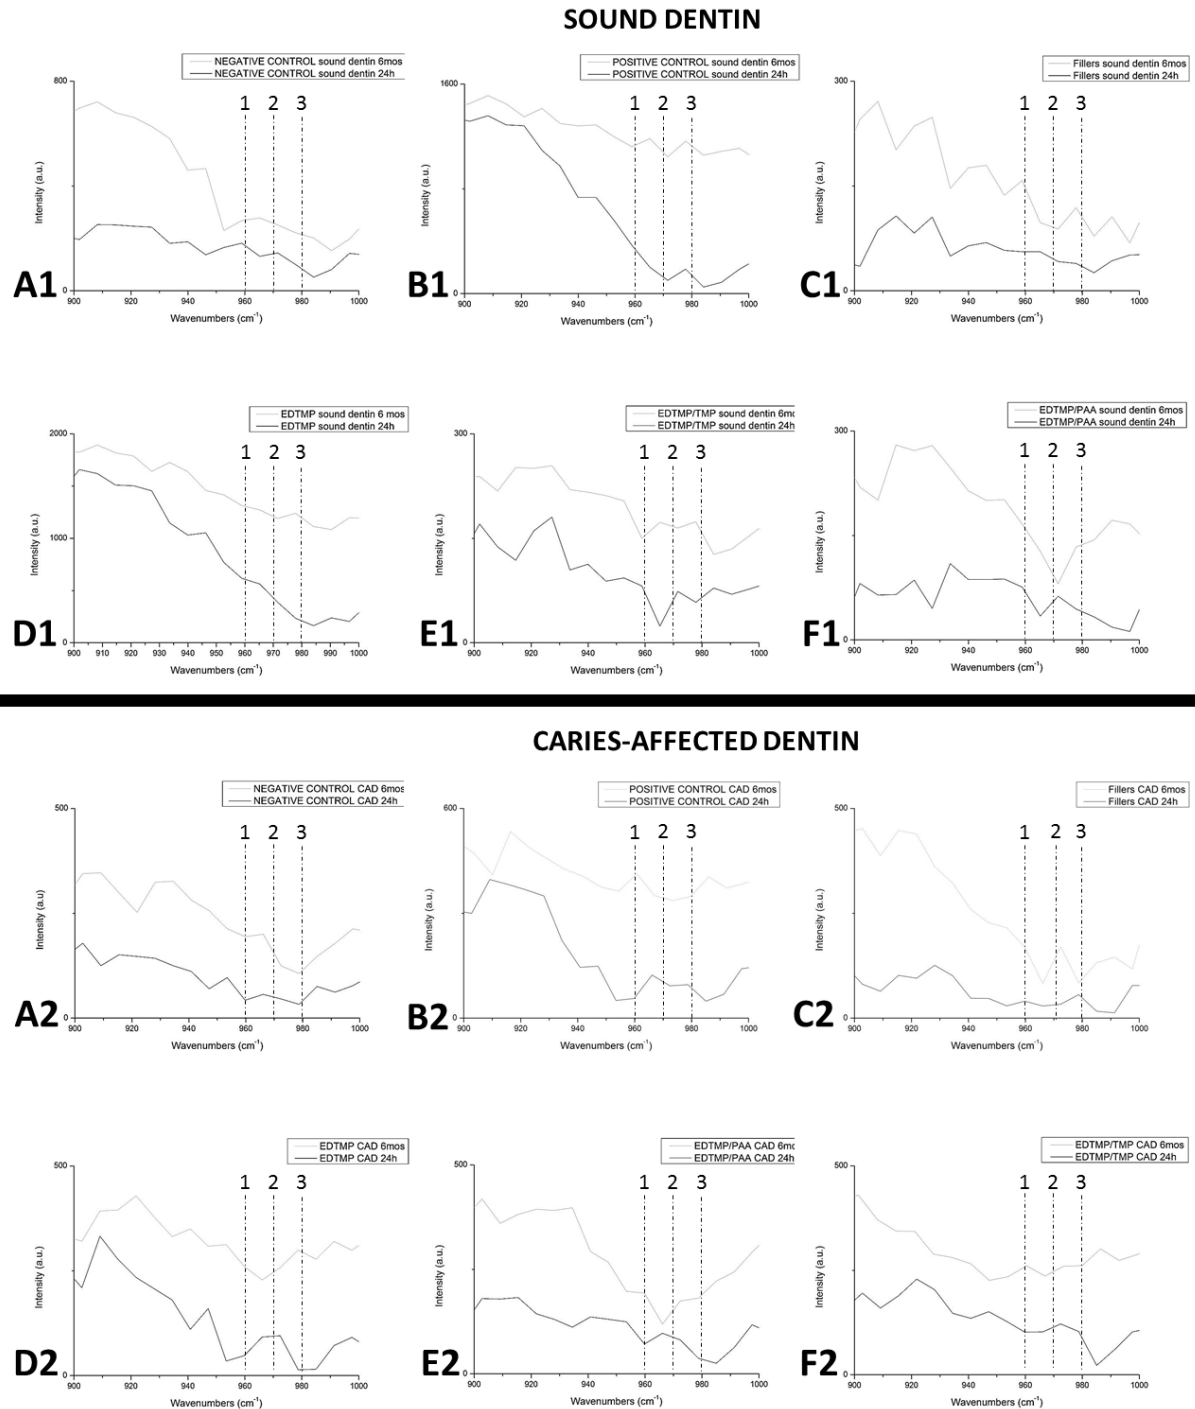 SOUND DENTIN
NEGATIVE CONTROL sound dentin 6mos
NEGATIVE CONTROL sound dentin 24h
800
0
1 2 3
Intensity (a.u.)
900 920 940 960 980 1000
Wavenumbers (cm-1)
A1
POSITIVE CONTROL sound dentin 6mos
POSITIVE CONTROL sound dentin 24h
1600
0
1 2 3
Intensity (a.u.)
900 920 940 960 980 1000
Wavenumbers (cm-1)
B1
Fillers sound dentin 6mos
Fillers sound dentin 24h
300
0
1 2 3
Intensity (a.u.)
900 920 940 960 980 1000
Wavenumbers (cm-1)
C1
EDTMP sound dentin 6 mos
EDTMP sound dentin 24h
2000
1000
0
1 2 3
Intensity (a.u.)
900 910 920 930 940 950 960 970 980 990 1000
Wavenumbers (cm-1)
D1
EDTMP/TMP sound dentin 6mo
EDTMP/TMP sound dentin 24h
300
0
1 2 3
Intensity (a.u.)
900 920 940 960 980 1000
Wavenumbers (cm-1)
E1
EDTMP/PAA sound dentin 6mos
EDTMP/PAA sound dentin 24h
300
0
1 2 3
Intensity (a.u.)
900 920 940 960 980 1000
Wavenumbers (cm-1)
F1
CARIES-AFFECTED DENTIN
NEGATIVE CONTROL CAD 6mos
NEGATIVE CONTROL CAD 24h
500
0
1 2 3
Intensity (a.u)
900 920 940 960 980 1000
Wavenumbers (cm-1)
A2
POSITIVE CONTROL CAD 6mos
POSITIVE CONTROL CAD 24h
600
0
1 2 3
Intensity (a.u.)
900 920 940 960 980 1000
Wavenumbers (cm-1)
B2
Fillers CAD 6mos
Fillers CAD 24h
500
0
1 2 3
Intensity (a.u.)
900 920 940 960 980 1000
Wavenumbers (cm-1)
C2
EDTMP CAD 6mos
EDTMP CAD 24h
500
0
1 2 3
Intensity (a.u.)
900 920 940 960 980 1000
Wavenumbers (cm-1)
D2
EDTMP/PAA CAD 6mo
EDTMP/PAA CAD 24h
500
0
1 2 3
Intensity (a.u.)
900 920 940 960 980 1000
Wavenumbers (cm-1)
E2
EDTMP/TMP CAD 6mos
EDTMP/TMP CAD 24h
500
0
1 2 3
Intensity (a.u.)
900 920 940 960 980 1000
Wavenumbers (cm-1)
F2